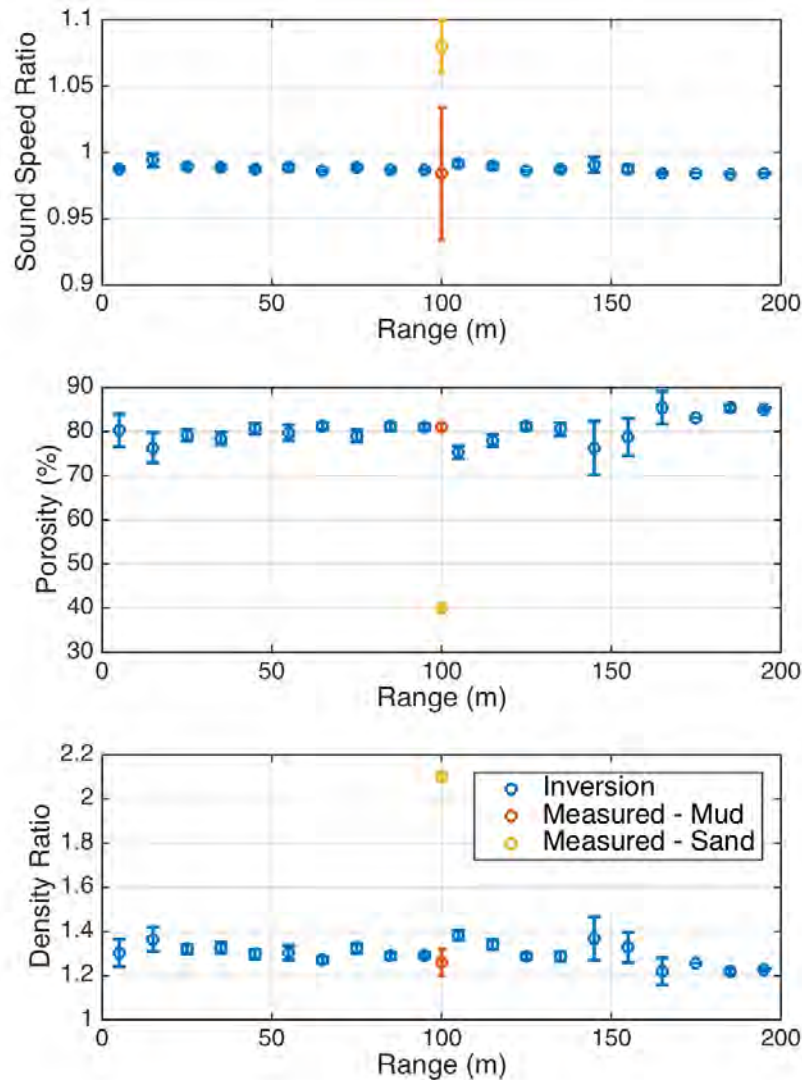 1.1
1.05
1
0.95
0.9
Sound Speed Ratio
0 50 100 150 200
Range (m)
90
80
70
60
50
40
30
Porosity (%)
0 50 100 150 200
Range (m)
2.2
2
1.8
1.6
1.4
1.2
1
Density Ratio
Inversion
Measured - Mud
Measured - Sand
0 50 100 150 200
Range (m)